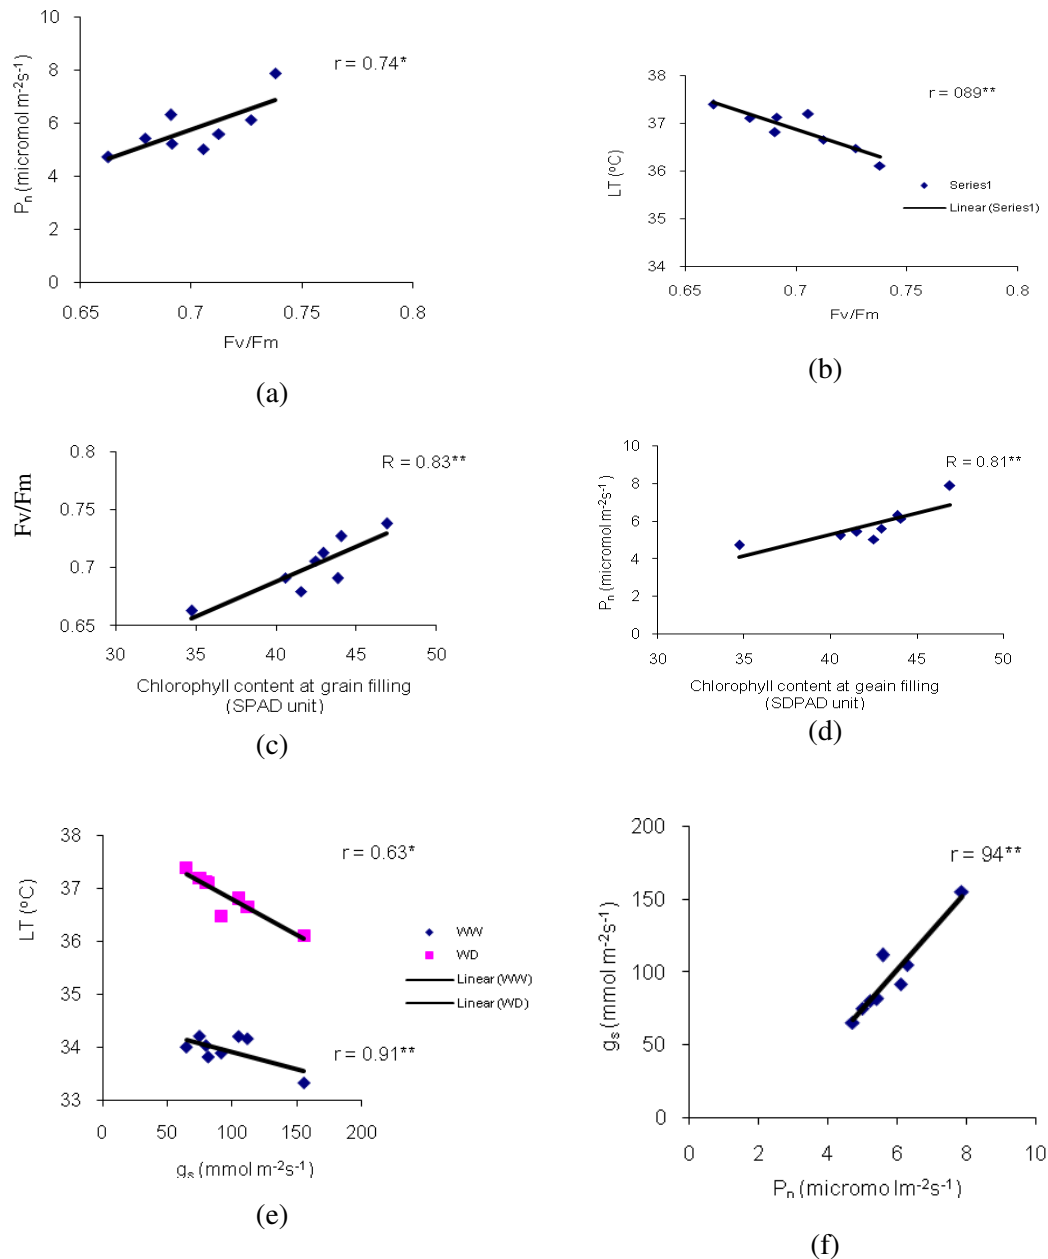 10
8
6
4
2
0
P_n (micromol m⁻²s⁻¹)
r = 0.74*
0.65 0.7 0.75 0.8
Fv/Fm
(a)
38
37
36
35
34
LT (ºC)
r = 089**
Series1
Linear (Series1)
0.65 0.7 0.75 0.8
Fv/Fm
(b)
0.8
0.75
0.7
0.65
Fv/Fm
R = 0.83**
30 35 40 45 50
Chlorophyll content at grain filling
(SPAD unit)
(c)
10
8
6
4
2
0
P_n (micromol m⁻²s⁻¹)
R = 0.81**
30 35 40 45 50
Chlorophyll content at geain filling
(SDPAD unit)
(d)
38
37
36
35
34
33
LT (ºC)
r = 0.63*
WW
WD
Linear (WW)
Linear (WD)
r = 0.91**
0 50 100 150 200
g_s (mmol m⁻²s⁻¹)
(e)
200
150
100
50
0
g_s (mmol m⁻²s⁻¹)
r = 94**
0 2 4 6 8 10
P_n (micromo lm⁻²s⁻¹)
(f)